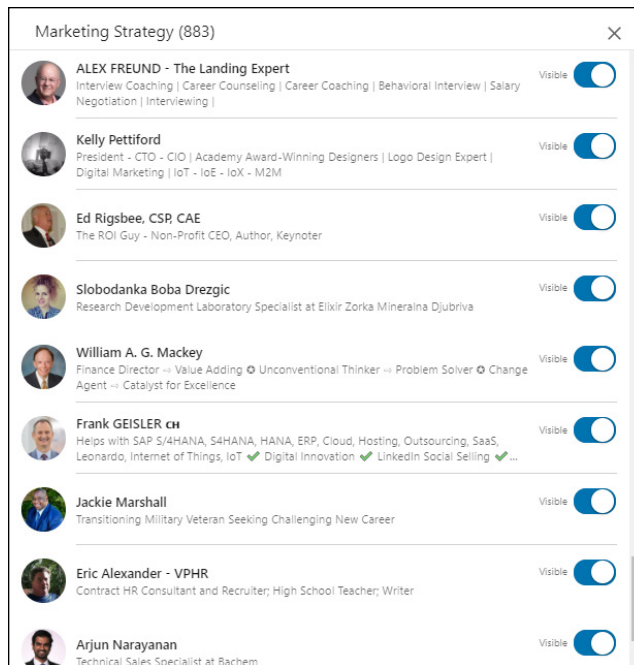 Marketing Strategy (883)
ALEX FREUND - The Landing Expert
Visible
Interview Coaching | Career Counseling | Career Coaching | Behavioral Interview | Salary
Negotiation | Interviewing |
Kelly Pettiford
Visible
President - CTO - CIO | Academy Award-Winning Designers | Logo Design Expert |
Digital Marketing | IoT - IoE - IoX - M2M
Ed Rigsbee, CSP, CAE
Visible
The ROI Guy - Non-Profit CEO, Author, Keynoter
Slobodanka Boba Drezgic
Visible
Research Development Laboratory Specialist at Elixir Zorka Mineraina Djubriva
William A. G. Mackey
Visible
Finance Director ⇨ Value Adding ✪ Unconventional Thinker ⇨ Problem Solver ✪ Change
Agent ⇨ Catalyst for Excellence
Frank GEISLER CH
Visible
Helps with SAP S/4HANA, S4HANA, HANA, ERP, Cloud, Hosting, Outsourcing, SaaS,
Leonardo, Internet of Things, IoT ✔ Digital Innovation ✔ LinkedIn Social Selling ✔...
Jackie Marshall
Visible
Transitioning Military Veteran Seeking Challenging New Career
Eric Alexander - VPHR
Visible
Contract HR Consultant and Recruiter; High School Teacher; Writer
Arjun Narayanan
Visible
Technical Sales Specialist at Bachem